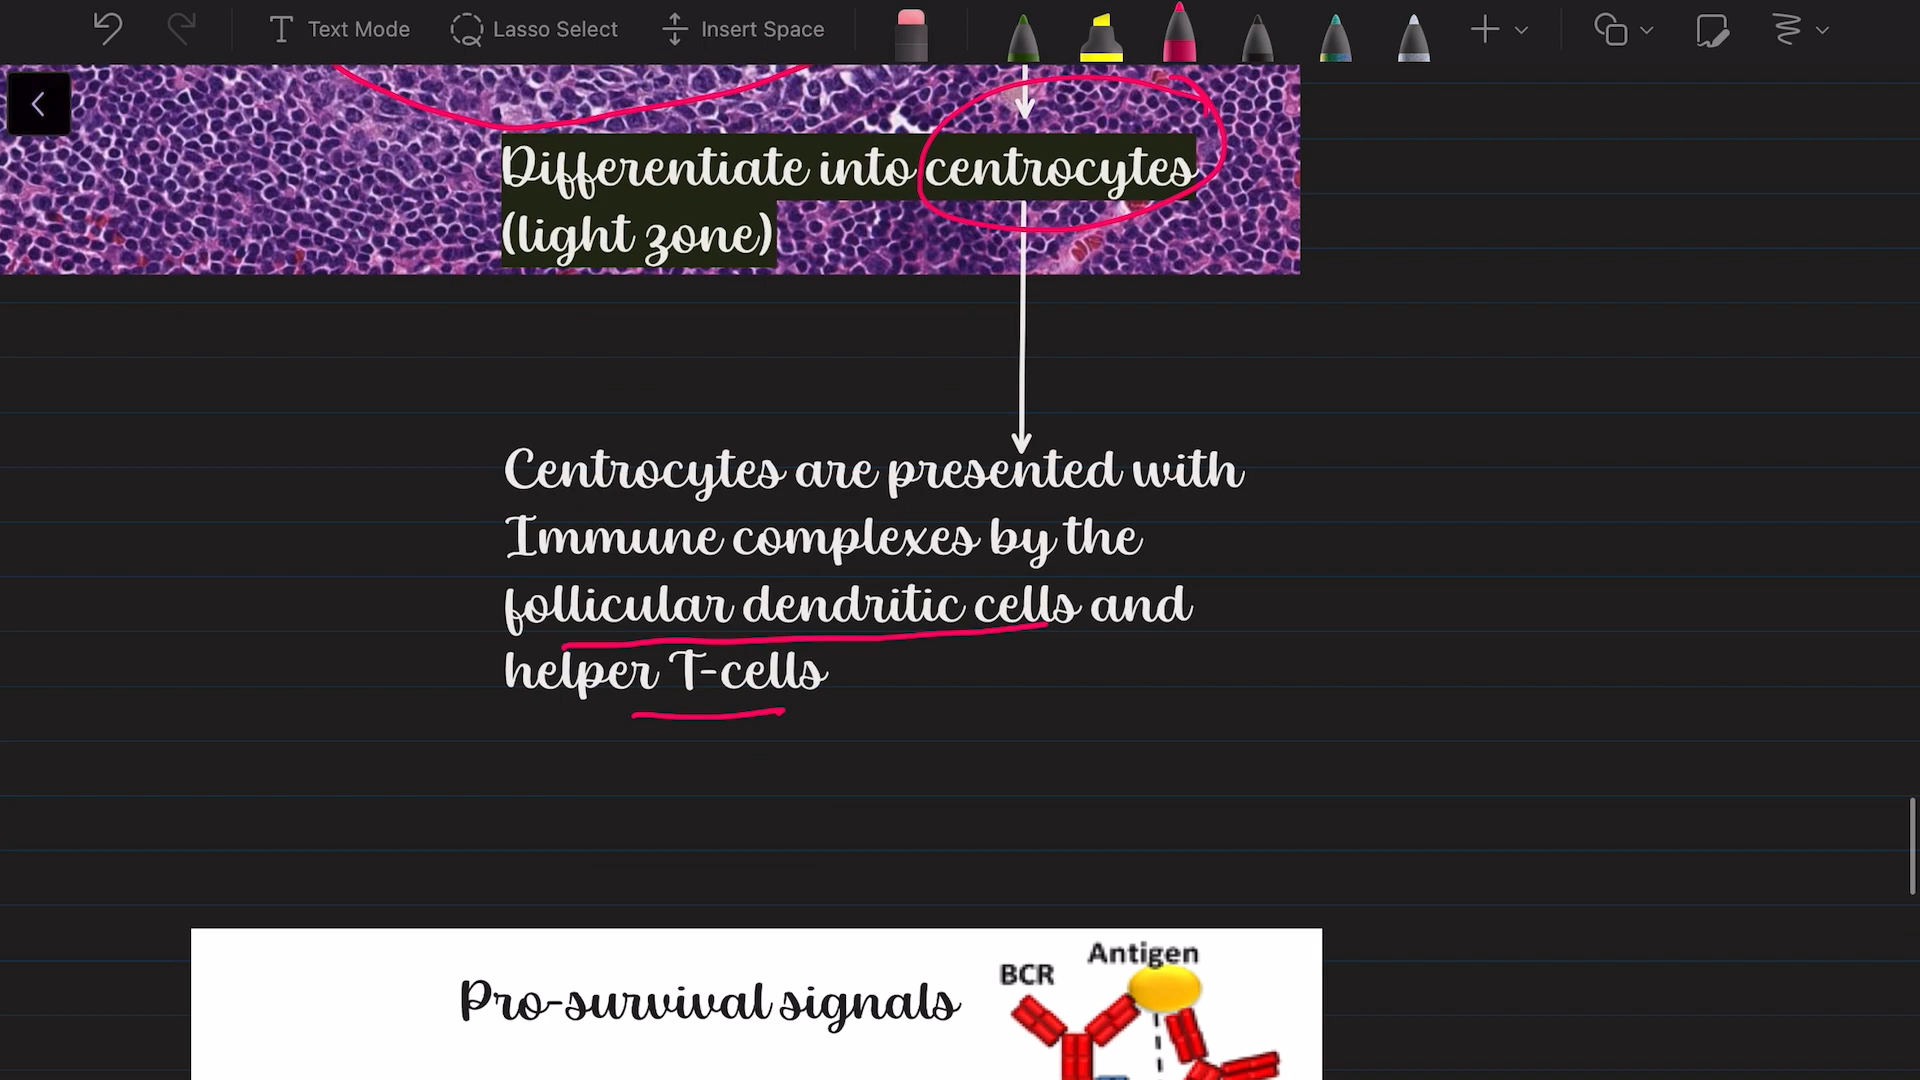 Text Mode Lasso Select Insert Space
Differentiate into centrocytes
(light zone)
Centrocytes are presented with
Immune complexes by the
follicular dendritic cells and
helper T-cells
Antigen
BCR
Pro-survival signals